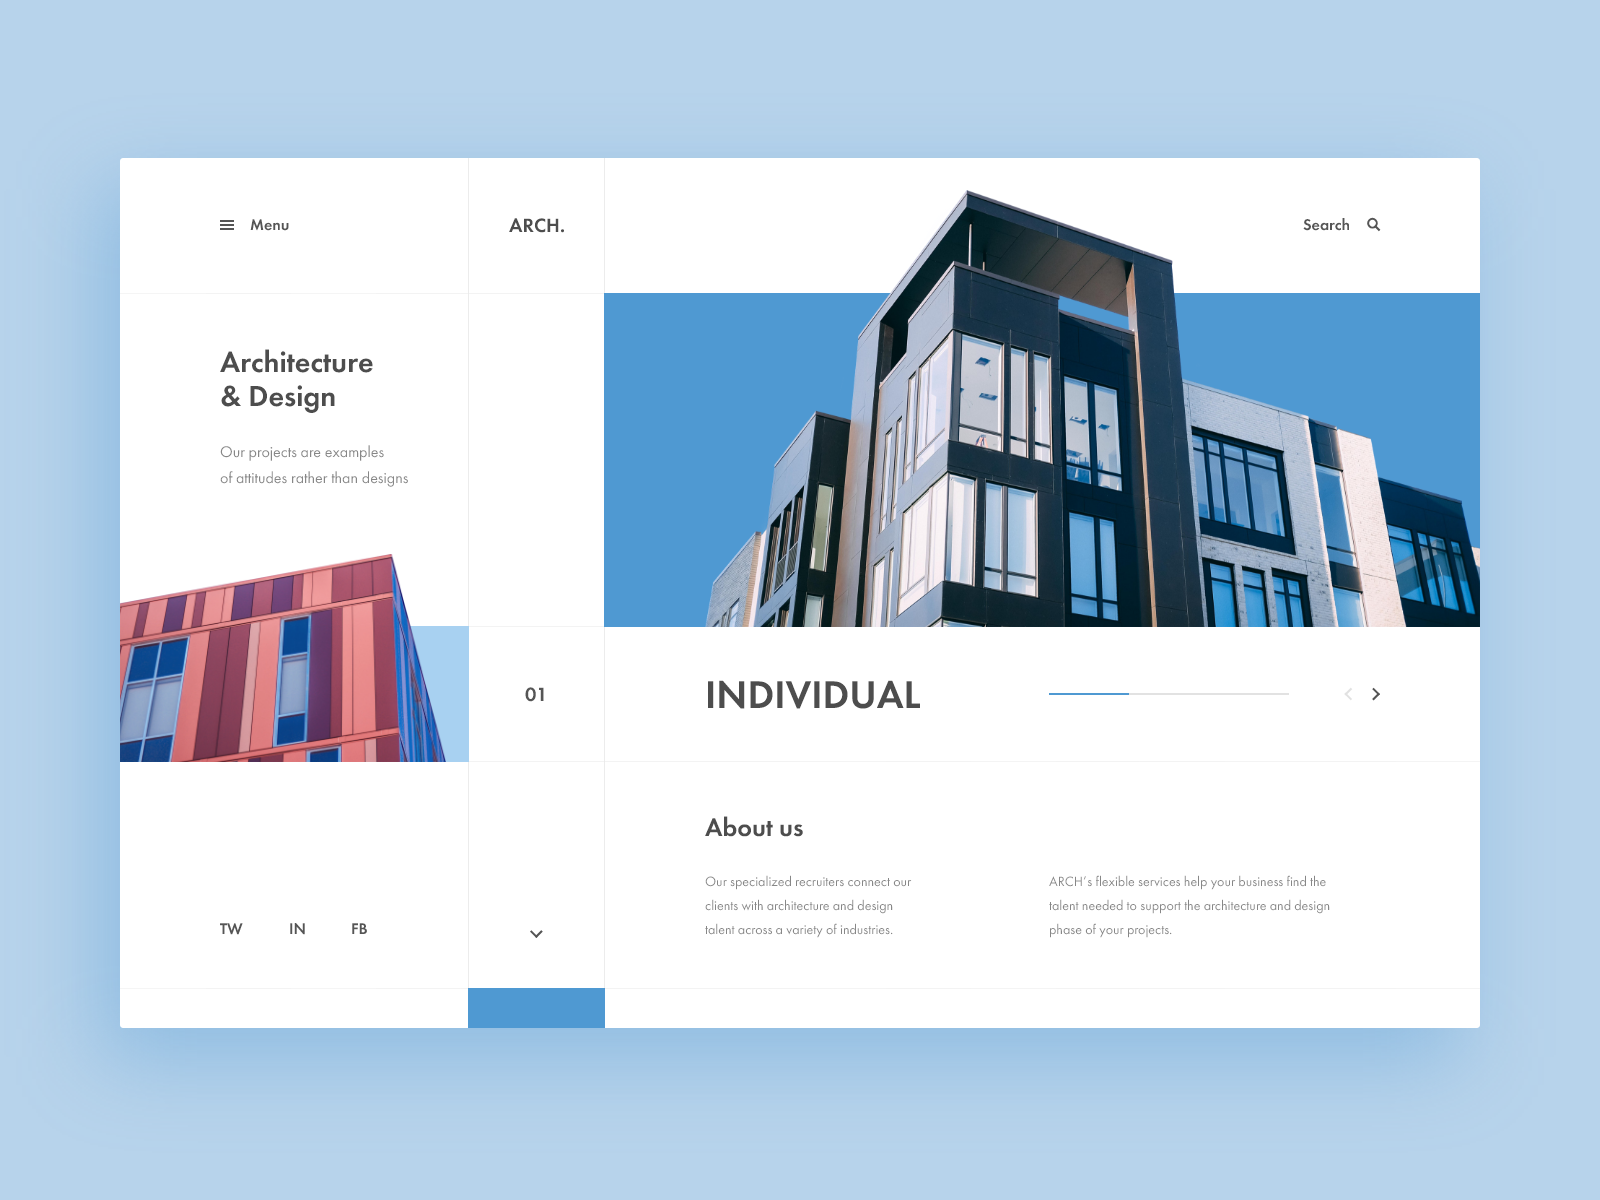 Menu
ARCH.
Search
Architecture
& Design
Our projects are examples
of attitudes rather than designs
01
INDIVIDUAL
About us
Our specialized recruiters connect our
clients with architecture and design
talent across a variety of industries.
ARCH's flexible services help your business find the
talent needed to support the architecture and design
phase of your projects.
TW
IN
FB